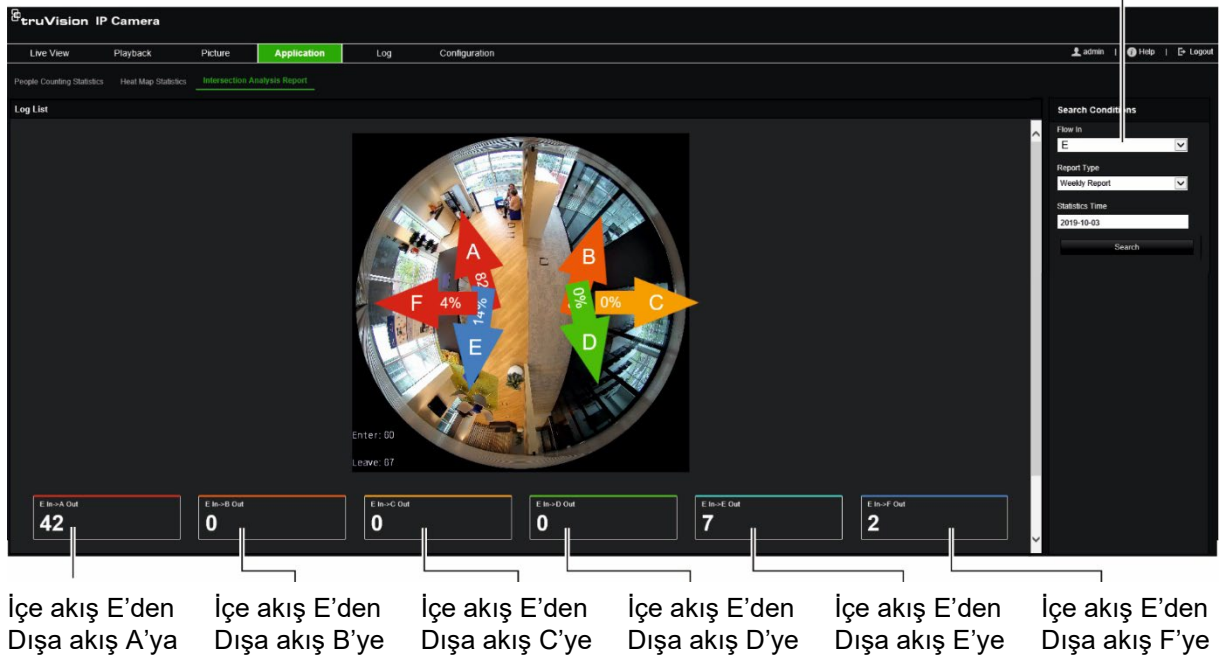 truVision IP Camera
Live View Playback Picture Application Log Configuration admin | Help | Logout
People Counting Statistics Heat Map Statistics Intersection Analysis Report
Log List
Search Conditions
Flow In
E
Report Type
Weekly Report
Statistics Time
2019-10-03
Search
A
82
B
F 4%
14%
0%
0% C
E
D
Enter: 00
Leave: 07
E In->A Out
42
E In->B Out
0
E In->C Out
0
E In->D Out
0
E In->E Out
7
E In->F Out
2
İçe akış E’den
Dışa akış A’ya
İçe akış E’den
Dışa akış B’ye
İçe akış E’den
Dışa akış C’ye
İçe akış E’den
Dışa akış D’ye
İçe akış E’den
Dışa akış E’ye
İçe akış E’den
Dışa akış F’ye